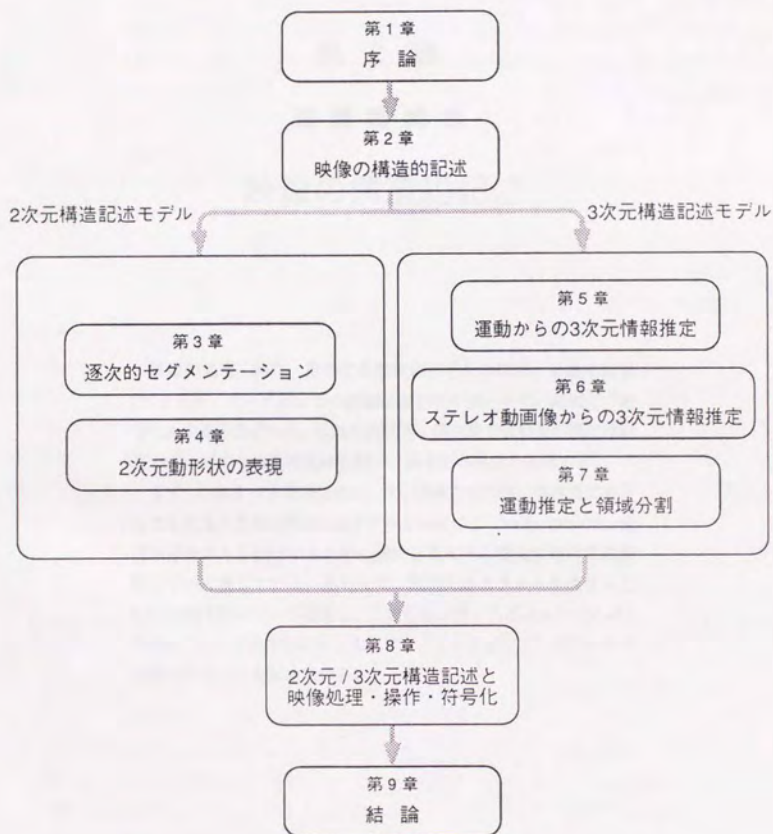 第1章
序 論
第2章
映像の構造的記述
2次元構造記述モデル
3次元構造記述モデル
第3章
逐次的セグメンテーション
第4章
2次元動形状の表現
第5章
運動からの3次元情報推定
第6章
ステレオ動画像からの3次元情報推定
第7章
運動推定と領域分割
第8章
2次元 / 3次元構造記述と
映像処理・操作・符号化
第9章
結 論